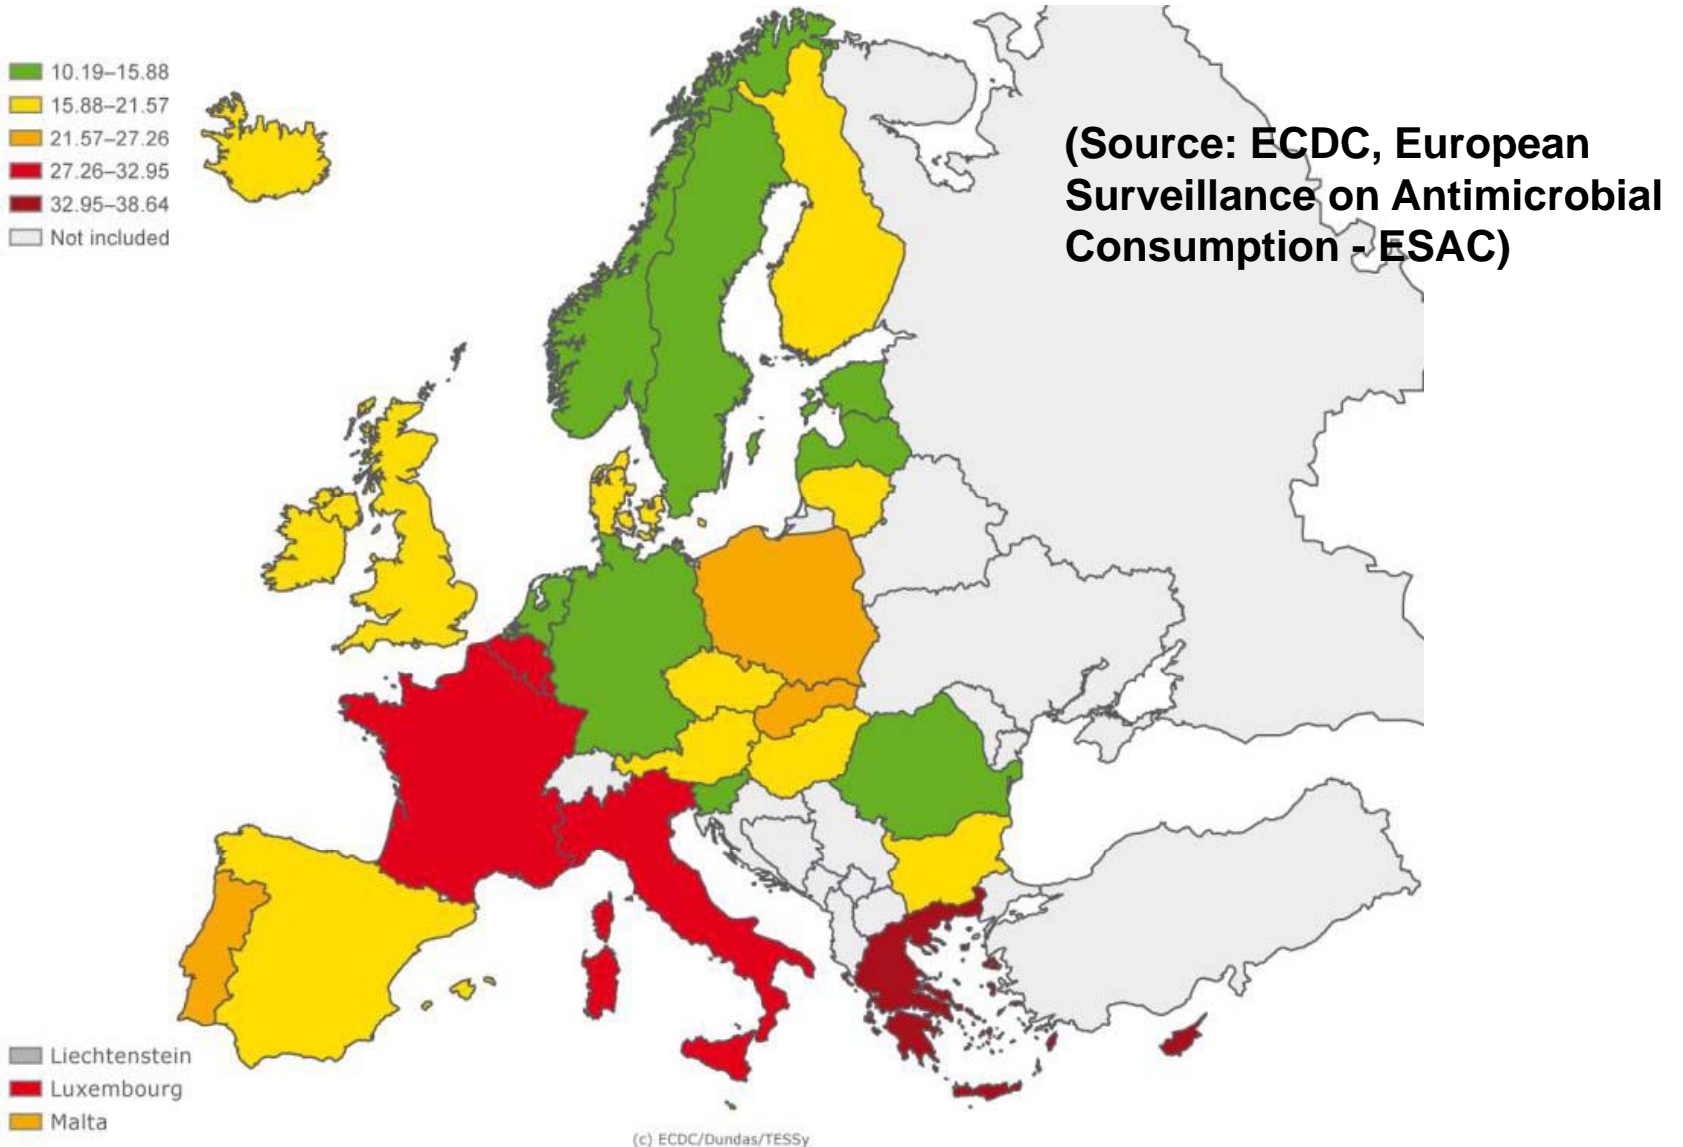 10.19–15.88
15.88–21.57
21.57–27.26
27.26–32.95
32.95–38.64
Not included
(Source: ECDC, European
Surveillance on Antimicrobial
Consumption - ESAC)
Liechtenstein
Luxembourg
Malta
(c) ECDC/Dundas/TESSy